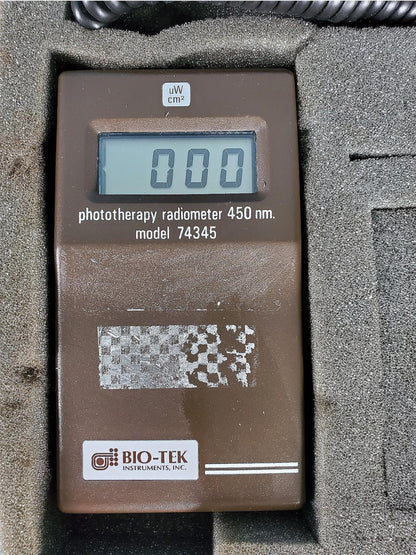 uW
cm²
000
phototherapy radiometer 450 nm.
model 74345
BIO-TEK
INSTRUMENTS, INC.